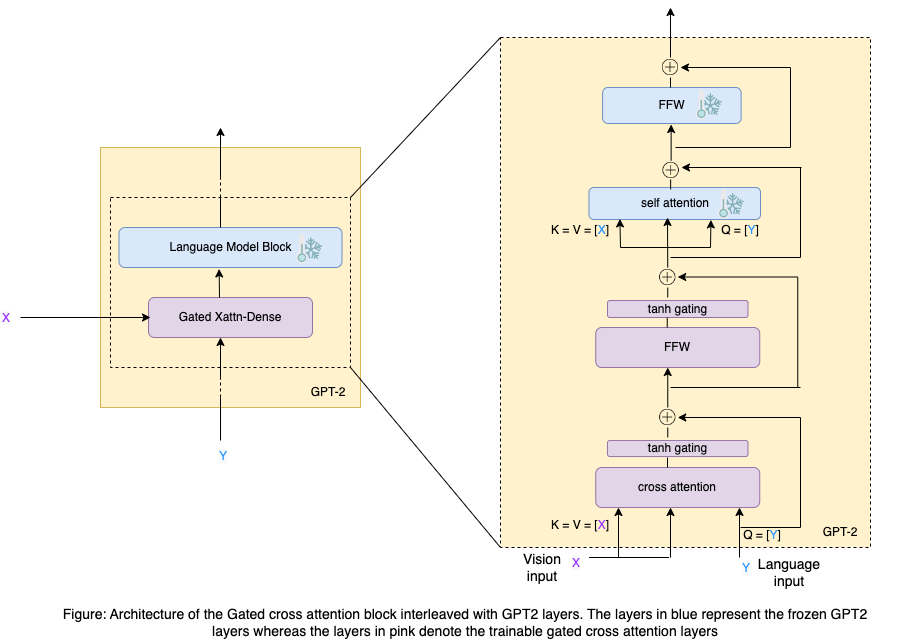 FFW
self attention
K = V = [X]
Q = [Y]
Language Model Block
tanh gating
X
Gated Xattn-Dense
FFW
GPT-2
tanh gating
Y
cross attention
K = V = [X]
Q = [Y]
GPT-2
Vision
input
X
Y
Language
input
Figure: Architecture of the Gated cross attention block interleaved with GPT2 layers. The layers in blue represent the frozen GPT2
layers whereas the layers in pink denote the trainable gated cross attention layers